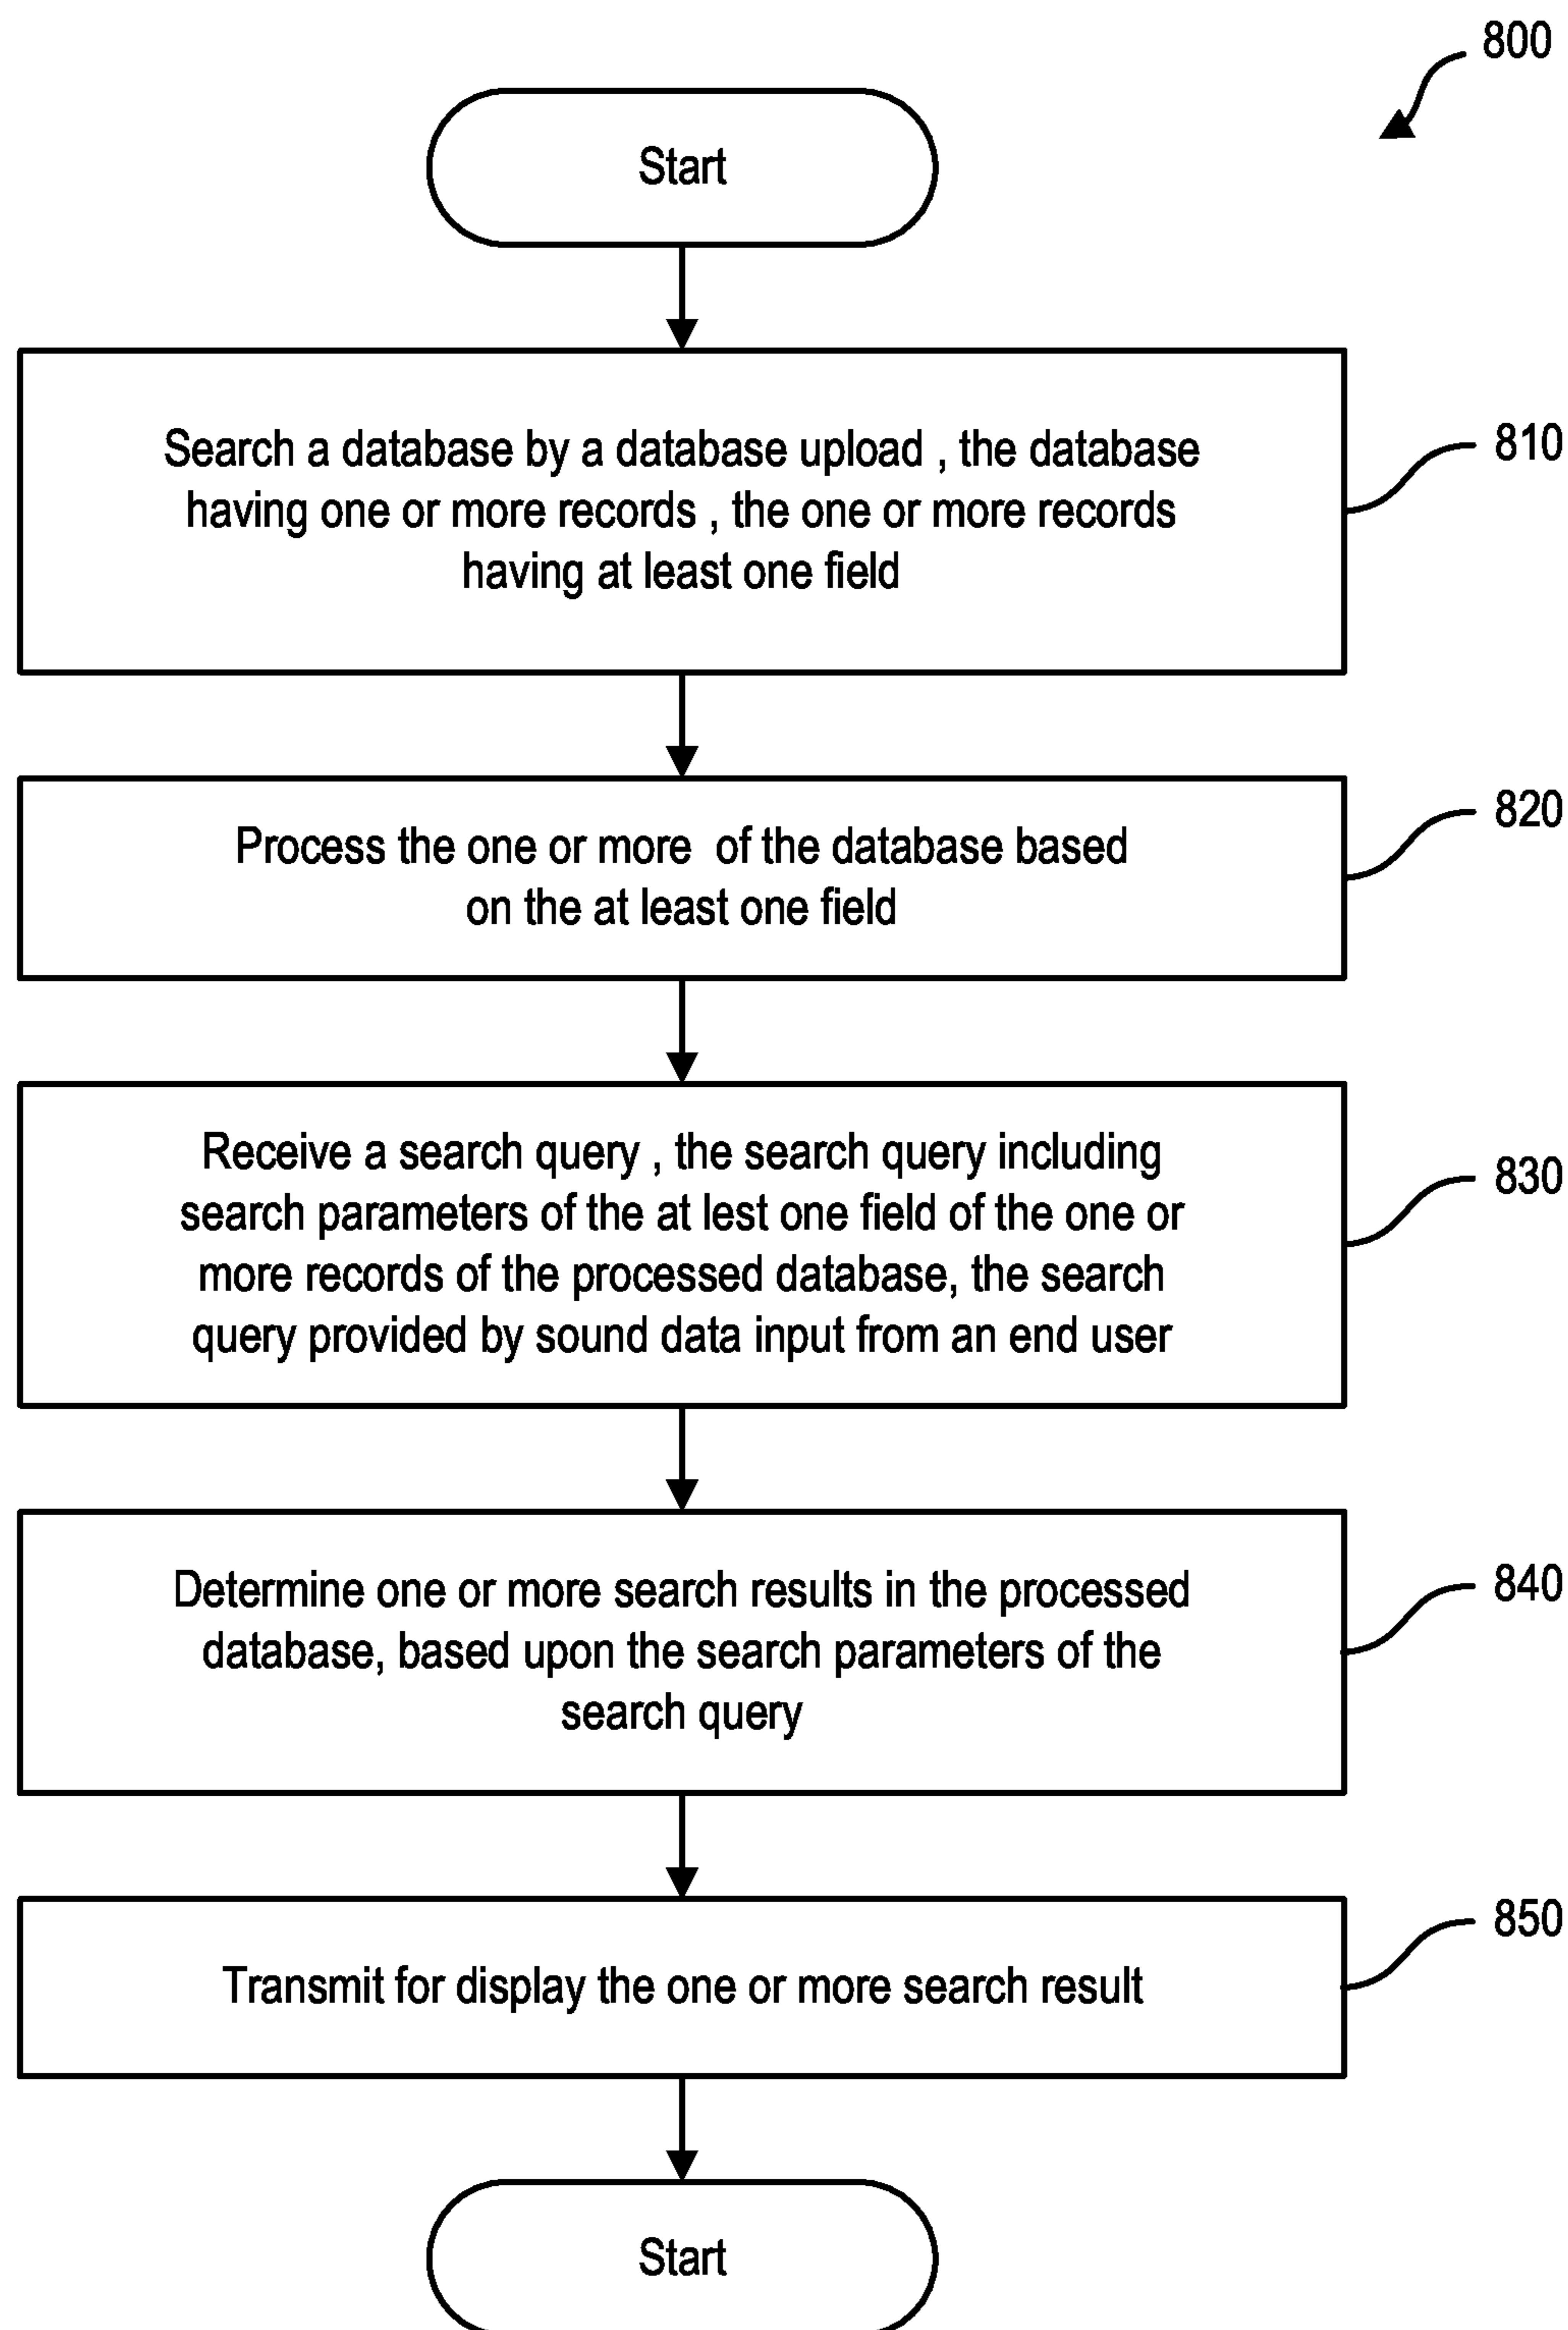 800
Start
Search a database by a database upload , the database
having one or more records , the one or more records
having at least one field
810
Process the one or more  of the database based
on the at least one field
820
Receive a search query , the search query including
search parameters of the at lest one field of the one or
more records of the processed database, the search
query provided by sound data input from an end user
830
Determine one or more search results in the processed
database, based upon the search parameters of the
search query
840
Transmit for display the one or more search result
850
Start